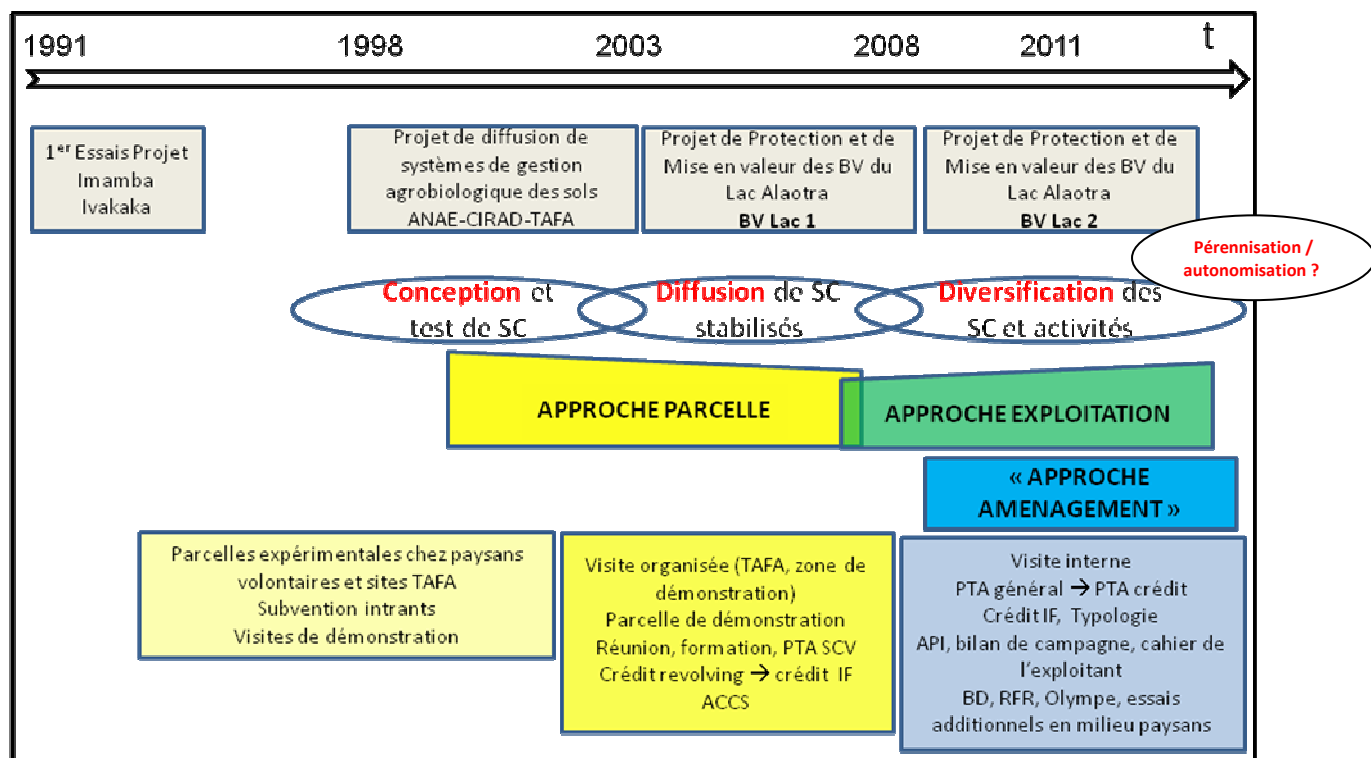 1991 1998 2003 2008 2011 t
1er Essais Projet
Imamba
Ivakaka
Projet de diffusion de
systèmes de gestion
agrobiologique des sols
ANAE-CIRAD-TAFA
Projet de Protection et de
Mise en valeur des BV du
Lac Alaotra
BV Lac 1
Projet de Protection et de
Mise en valeur des BV du
Lac Alaotra
BV Lac 2
Pérennisation /
autonomisation ?
Conception et
test de SC
Diffusion de SC
stabilisés
Diversification des
SC et activités
APPROCHE PARCELLE
APPROCHE EXPLOITATION
« APPROCHE
AMENAGEMENT »
Parcelles expérimentales chez paysans
volontaires et sites TAFA
Subvention intrants
Visites de démonstration
Visite organisée (TAFA, zone de
démonstration)
Parcelle de démonstration
Réunion, formation, PTA SCV
Crédit revolving → crédit IF
ACCS
Visite interne
PTA général → PTA crédit
Crédit IF, Typologie
API, bilan de campagne, cahier de
l'exploitant
BD, RFR, Olympe, essais
additionnels en milieu paysans